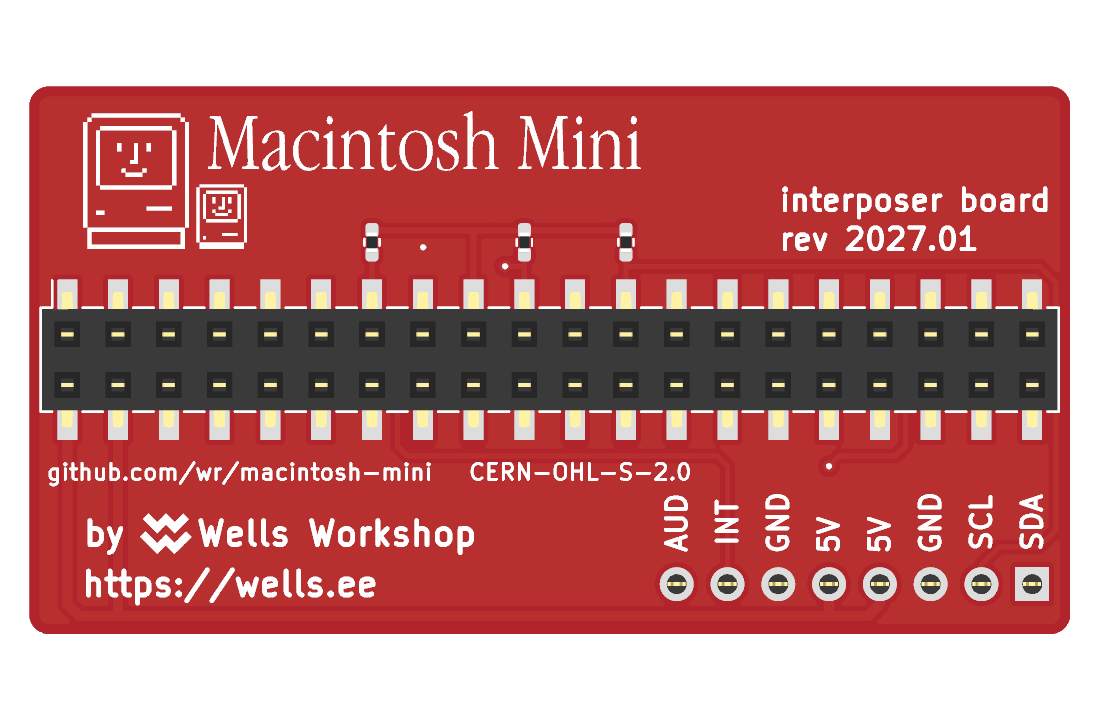 Macintosh Mini
interposer board
rev 2027.01
github.com/wr/macintosh-mini
CERN-OHL-S-2.0
by Wells Workshop
https://wells.ee
AUD
INT
GND
5V
5V
GND
SCL
SDA